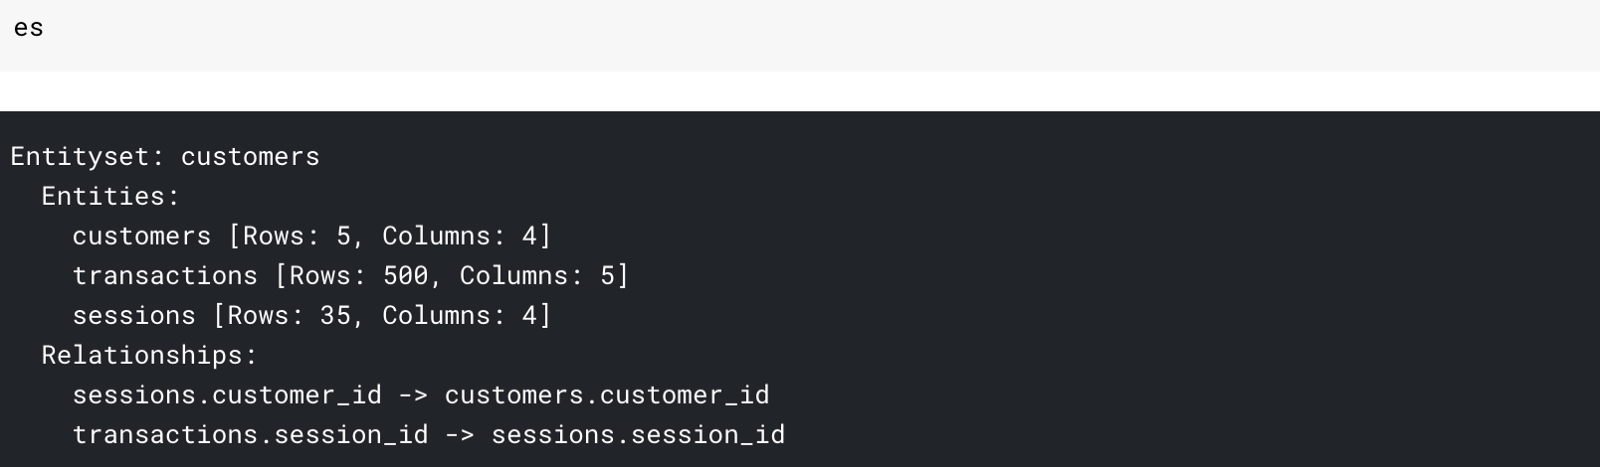 es
Entityset: customers
  Entities:
    customers [Rows: 5, Columns: 4]
    transactions [Rows: 500, Columns: 5]
    sessions [Rows: 35, Columns: 4]
  Relationships:
    sessions.customer_id -> customers.customer_id
    transactions.session_id -> sessions.session_id